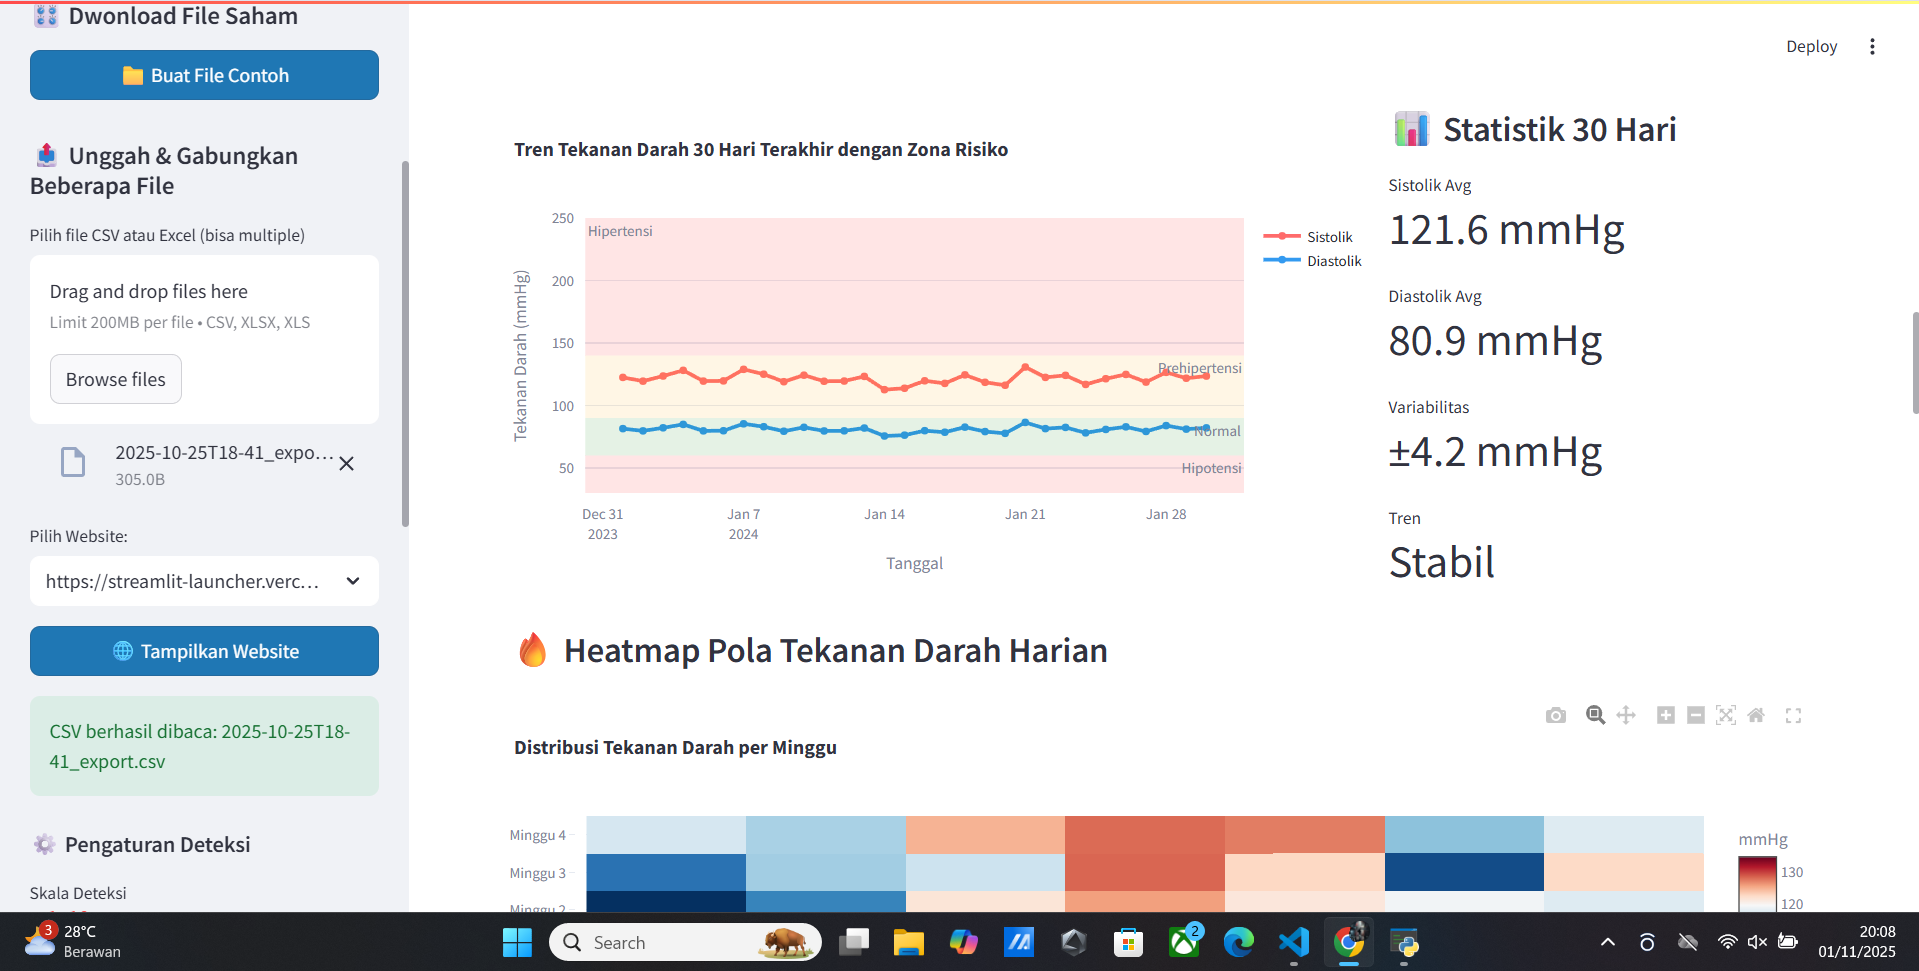 Dwonload File Saham
Buat File Contoh
Unggah & Gabungkan
Beberapa File
Pilih file CSV atau Excel (bisa multiple)
Drag and drop files here
Limit 200MB per file • CSV, XLSX, XLS
Browse files
2025-10-25T18-41_expo...
305.0B
Pilih Website:
https://streamlit-launcher.verc...
Tampilkan Website
CSV berhasil dibaca: 2025-10-25T18-
41_export.csv
Pengaturan Deteksi
Skala Deteksi
Deploy
Tren Tekanan Darah 30 Hari Terakhir dengan Zona Risiko
250
200
150
100
50
Tekanan Darah (mmHg)
Hipertensi
Prehipertensi
Normal
Hipotensi
Sistolik
Diastolik
Dec 31
2023
Jan 7
2024
Jan 14
Jan 21
Jan 28
Tanggal
Statistik 30 Hari
Sistolik Avg
121.6 mmHg
Diastolik Avg
80.9 mmHg
Variabilitas
±4.2 mmHg
Tren
Stabil
Heatmap Pola Tekanan Darah Harian
Distribusi Tekanan Darah per Minggu
Minggu 4
Minggu 3
Minggu 2
mmHg
130
120
3
28°C
Berawan
Search
2
20:08
01/11/2025